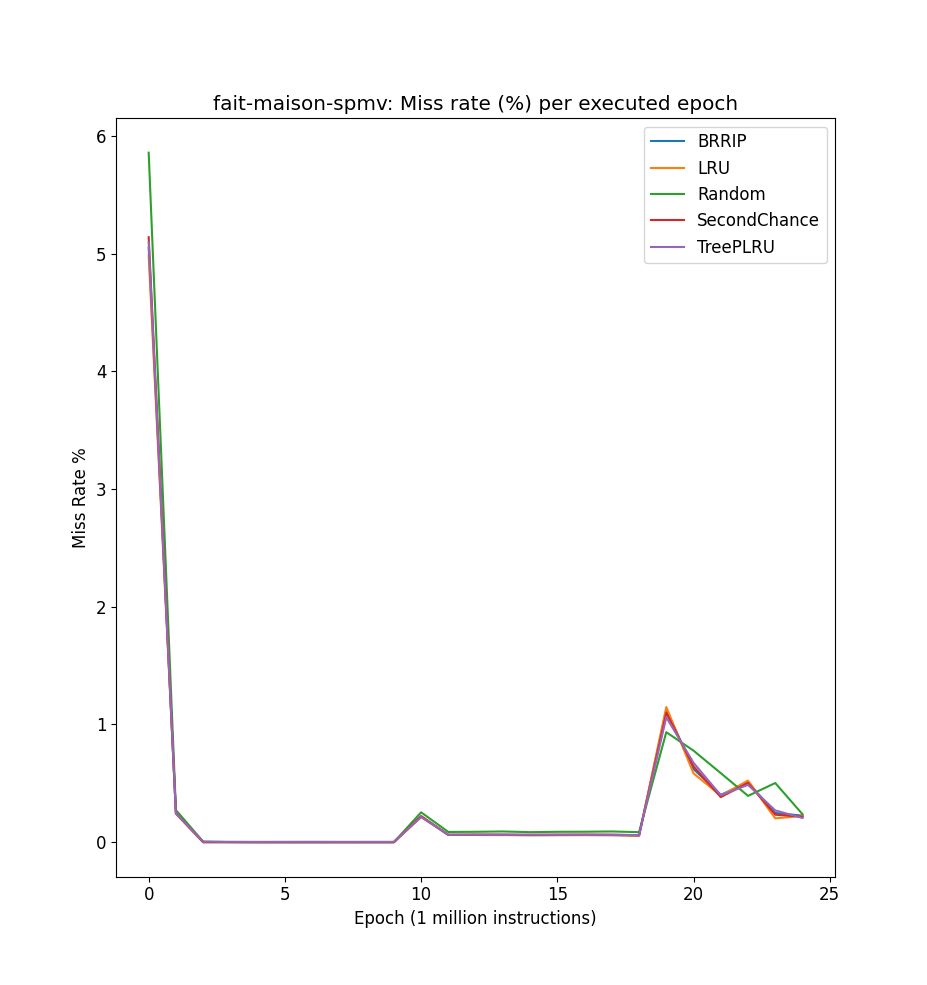 fait-maison-spmv: Miss rate (%) per executed epoch
BRRIP
LRU
Random
SecondChance
TreePLRU
Miss Rate %
6
5
4
3
2
1
0
0 5 10 15 20 25
Epoch (1 million instructions)